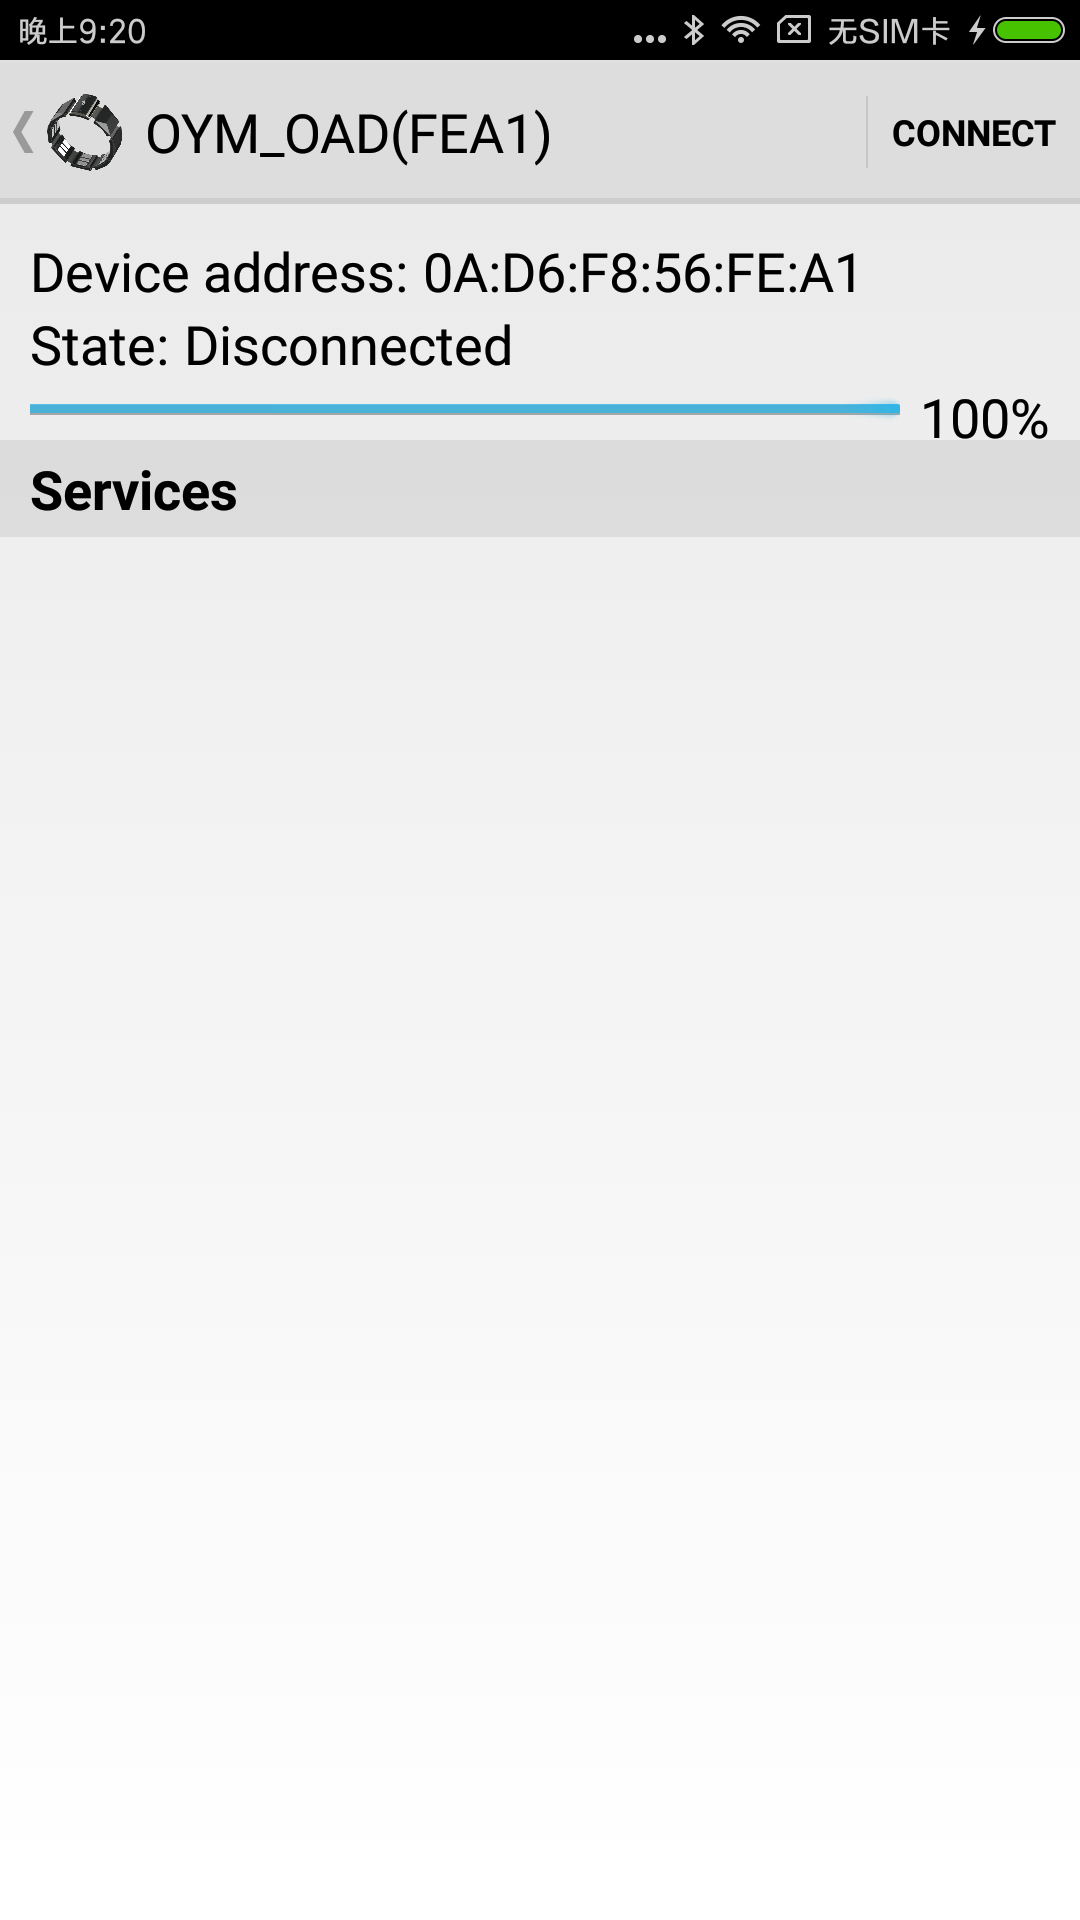 晚上9:20
无SIM卡
OYM_OAD(FEA1)
CONNECT
Device address: 0A:D6:F8:56:FE:A1
State: Disconnected
100%
Services